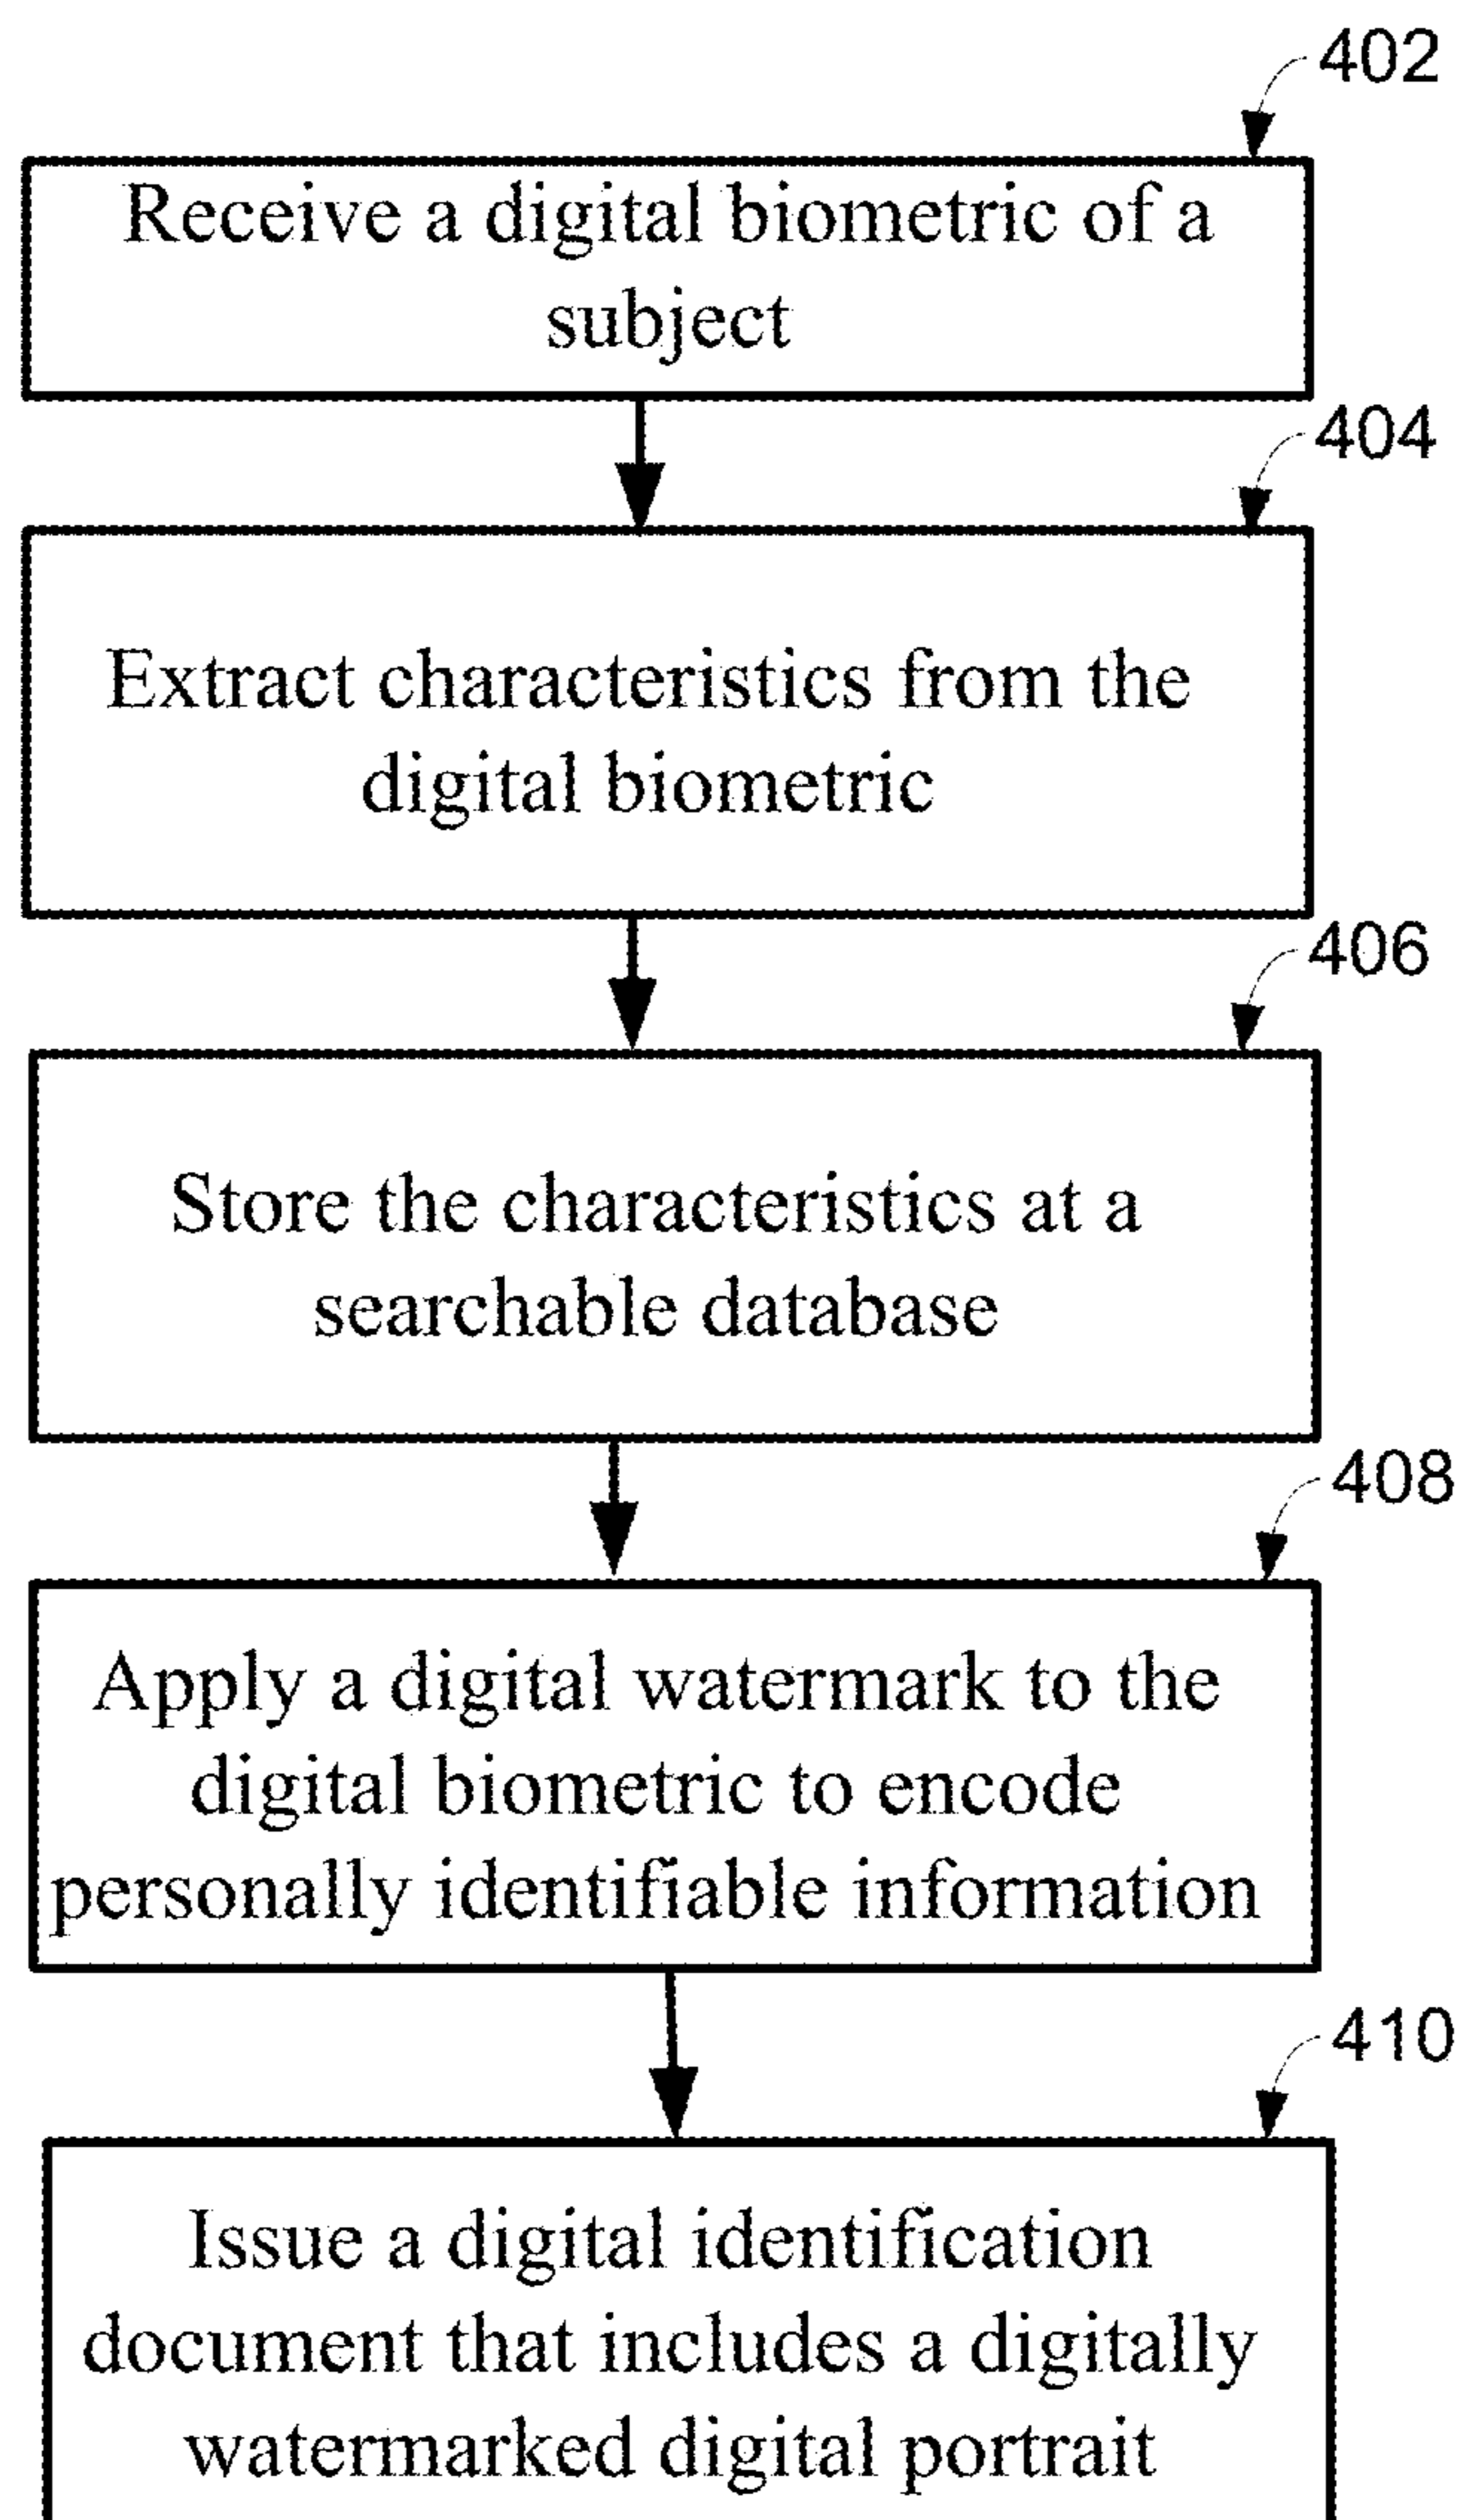 402
Receive a digital biometric of a
subject
404
Extract characteristics from the
digital biometric
406
Store the characteristics at a
searchable database
408
Apply a digital watermark to the
digital biometric to encode
personally identifiable information
410
Issue a digital identification
document that includes a digitally
watermarked digital portrait